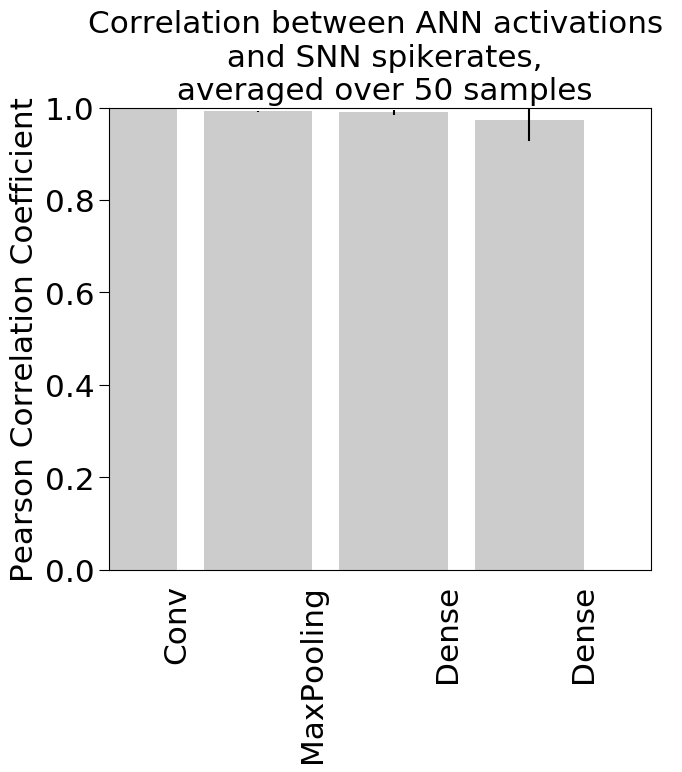 Correlation between ANN activations
and SNN spikerates,
averaged over 50 samples
Pearson Correlation Coefficient
1.0
0.8
0.6
0.4
0.2
0.0
Conv
MaxPooling
Dense
Dense